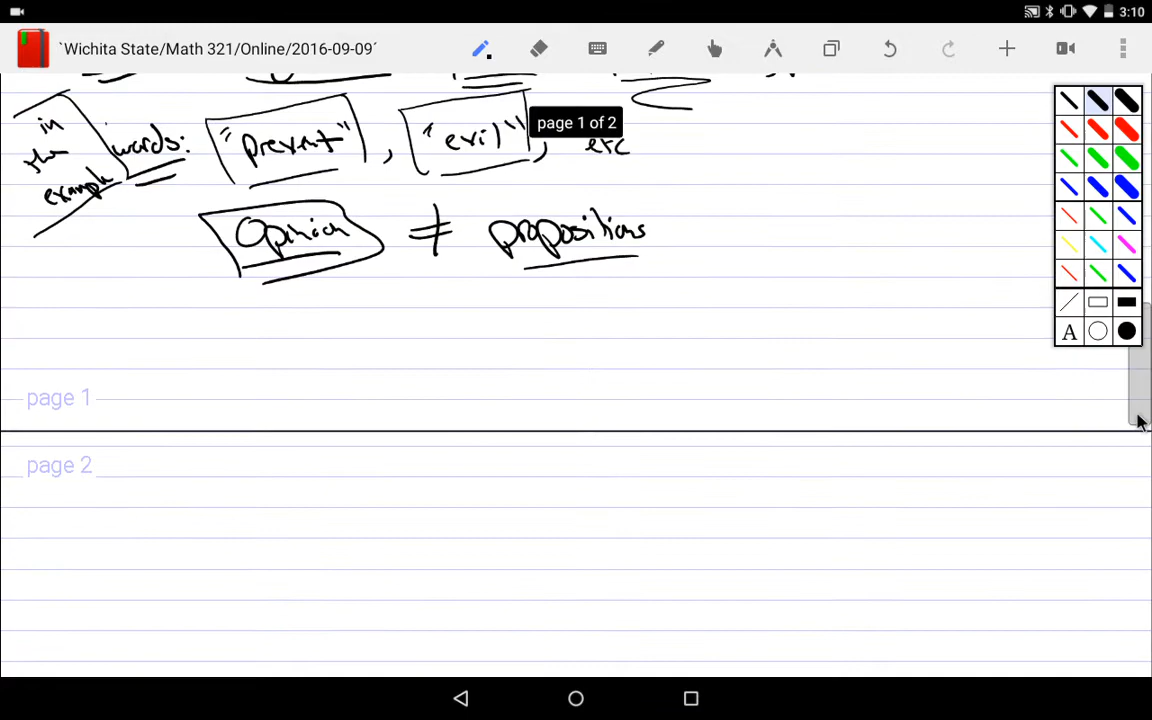 3:10
`Wichita State/Math 321/Online/2016-09-09´
in the example words: "prevent", "evil", etc
page 1 of 2
Opinion ≠ propositions
A
page 1
page 2